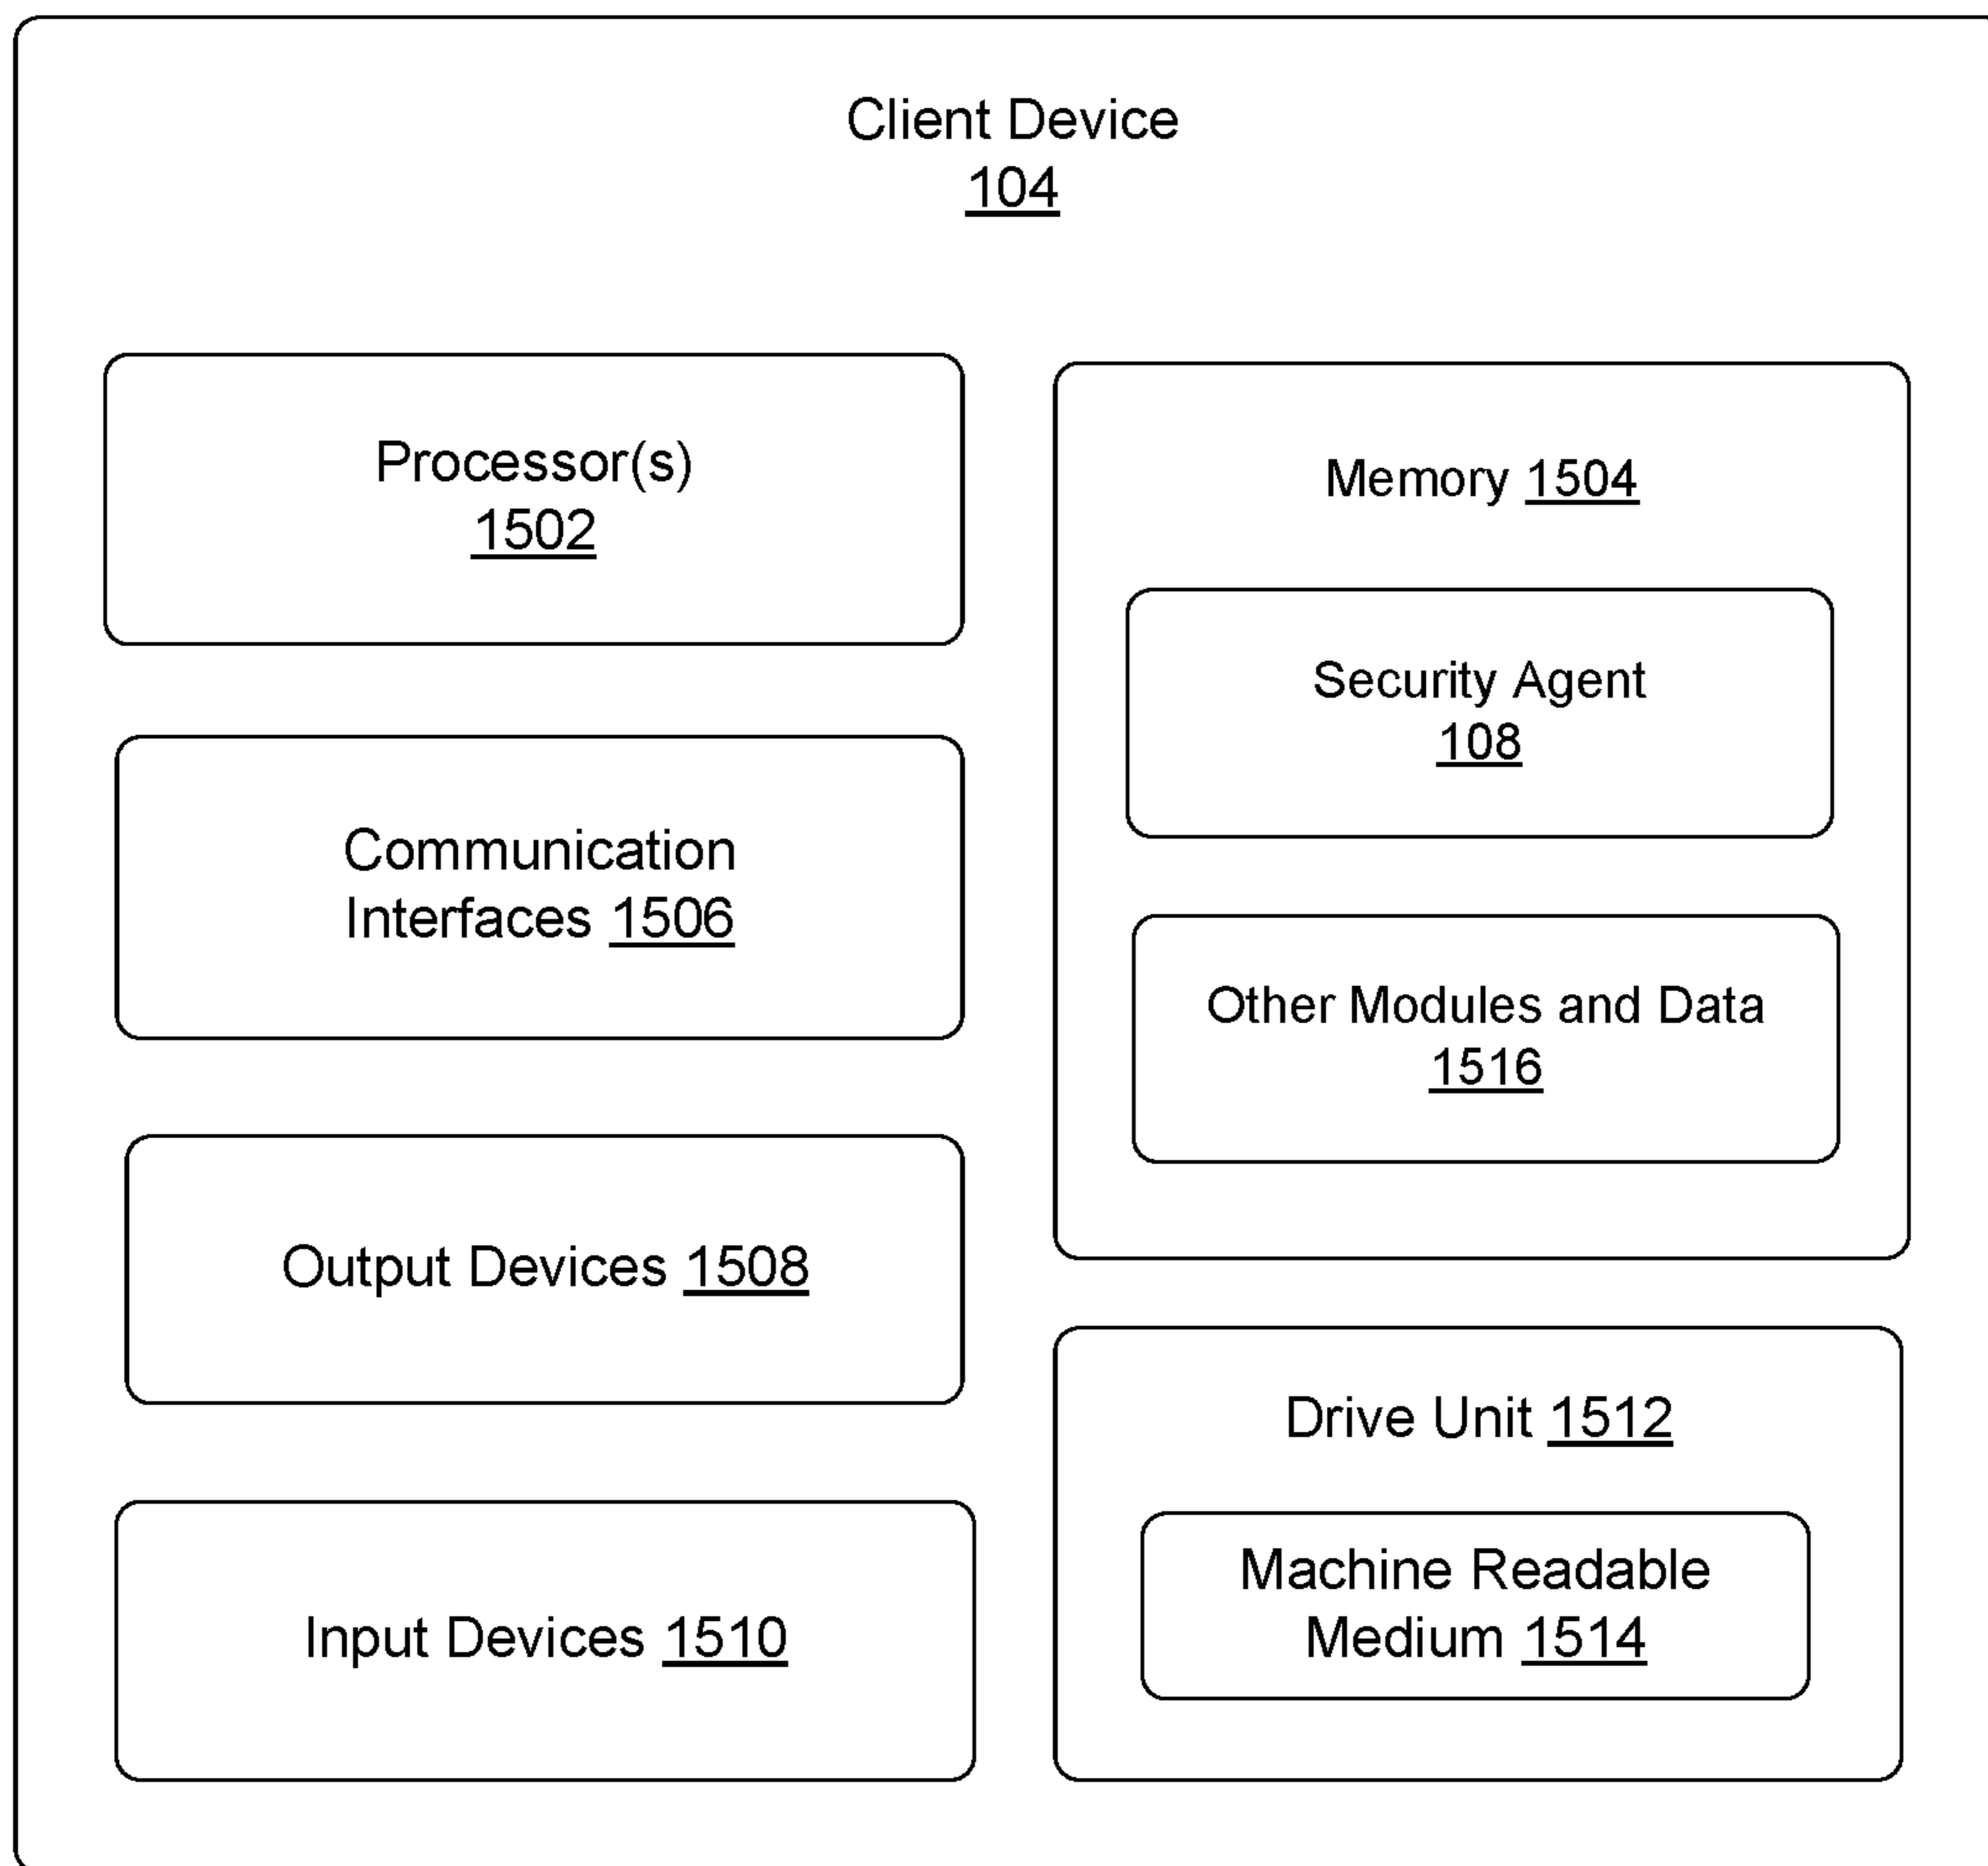 Client Device
104
Processor(s)
1502
Communication
Interfaces 1506
Output Devices 1508
Input Devices 1510
Memory 1504
Security Agent
108
Other Modules and Data
1516
Drive Unit 1512
Machine Readable
Medium 1514